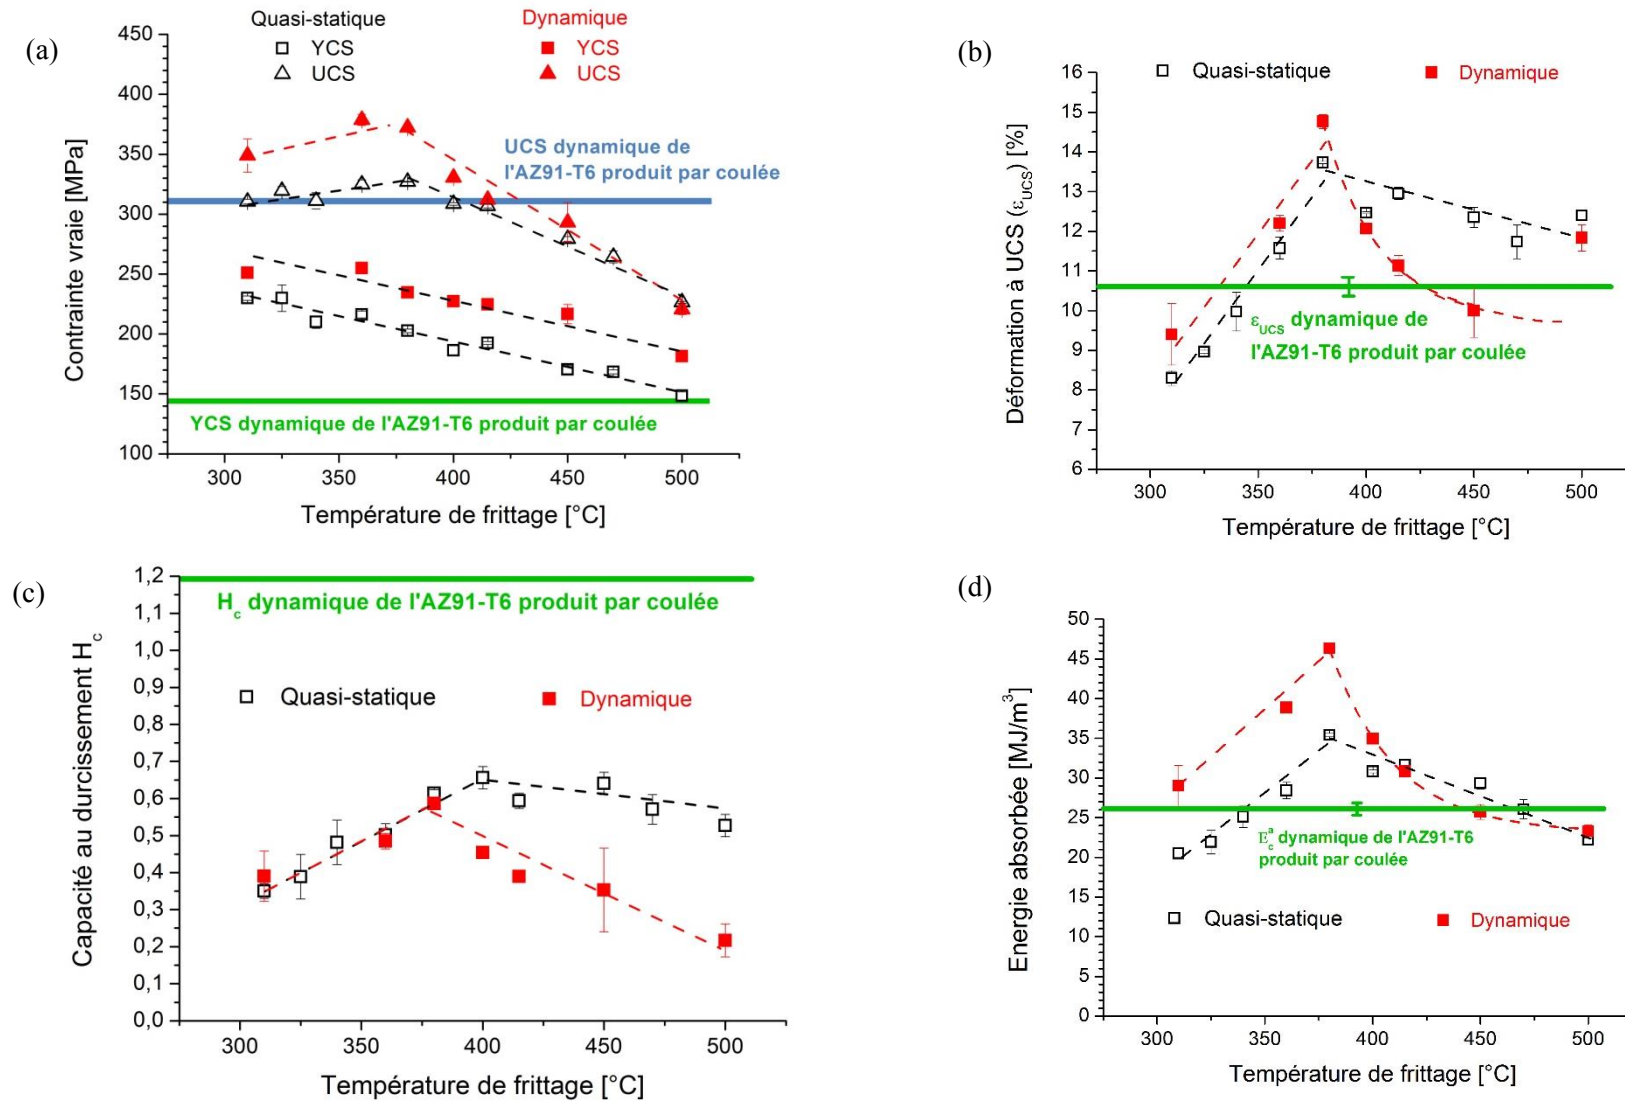 (a)
Quasi-statique
Dynamique
YCS
YCS
UCS
UCS
450
400
350
300
250
200
150
100
Contrainte vraie [MPa]
UCS dynamique de
l'AZ91-T6 produit par coulée
YCS dynamique de l'AZ91-T6 produit par coulée
300
350
400
450
500
Température de frittage [°C]
(b)
Quasi-statique
Dynamique
16
15
14
13
12
11
10
9
8
7
6
Déformation à UCS (εUCS) [%]
εUCS dynamique de
l'AZ91-T6 produit par coulée
300
350
400
450
500
Température de frittage [°C]
(c)
1,2
1,1
1,0
0,9
0,8
0,7
0,6
0,5
0,4
0,3
0,2
0,1
0,0
Capacité au durcissement Hc
Hc dynamique de l'AZ91-T6 produit par coulée
Quasi-statique
Dynamique
300
350
400
450
500
Température de frittage [°C]
(d)
50
45
40
35
30
25
20
15
10
5
0
Energie absorbée [MJ/m³]
Eac dynamique de l'AZ91-T6
produit par coulée
Quasi-statique
Dynamique
300
350
400
450
500
Température de frittage [°C]